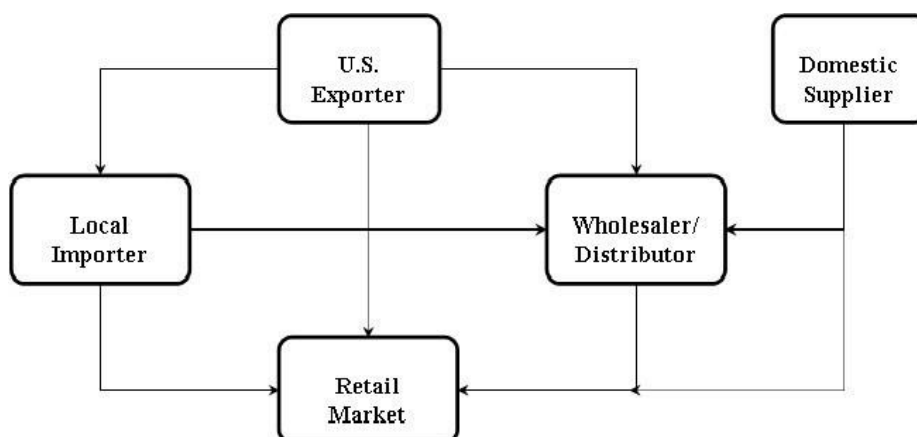 U.S.
Exporter
Domestic
Supplier
Local
Importer
Wholesaler/
Distributor
Retail
Market